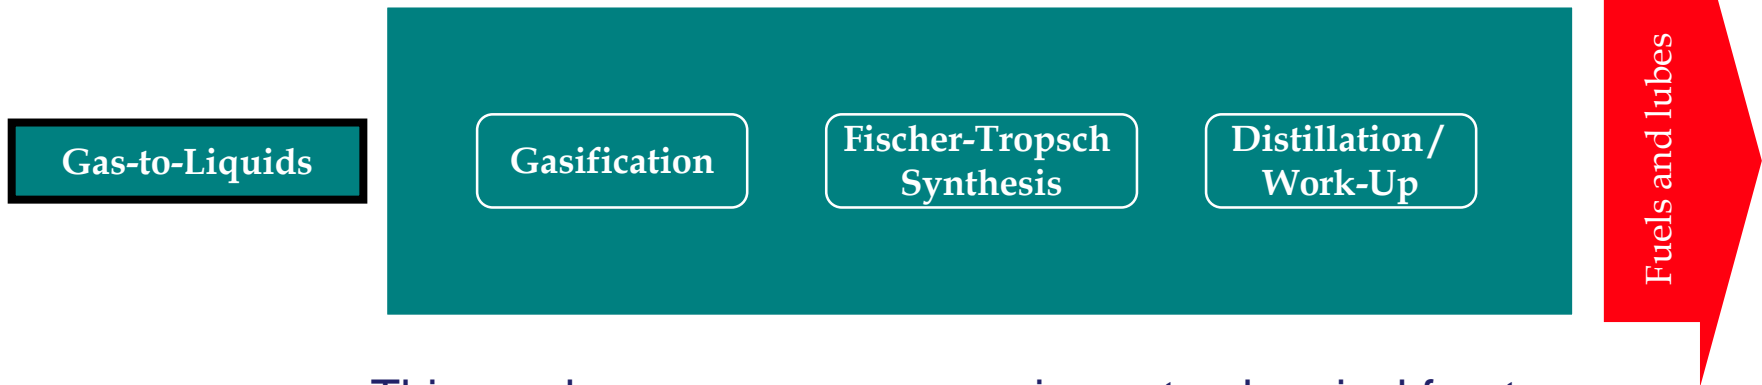 Gas-to-Liquids
Gasification
Fischer-Tropsch
Synthesis
Distillation/
Work-Up
Fuels and lubes